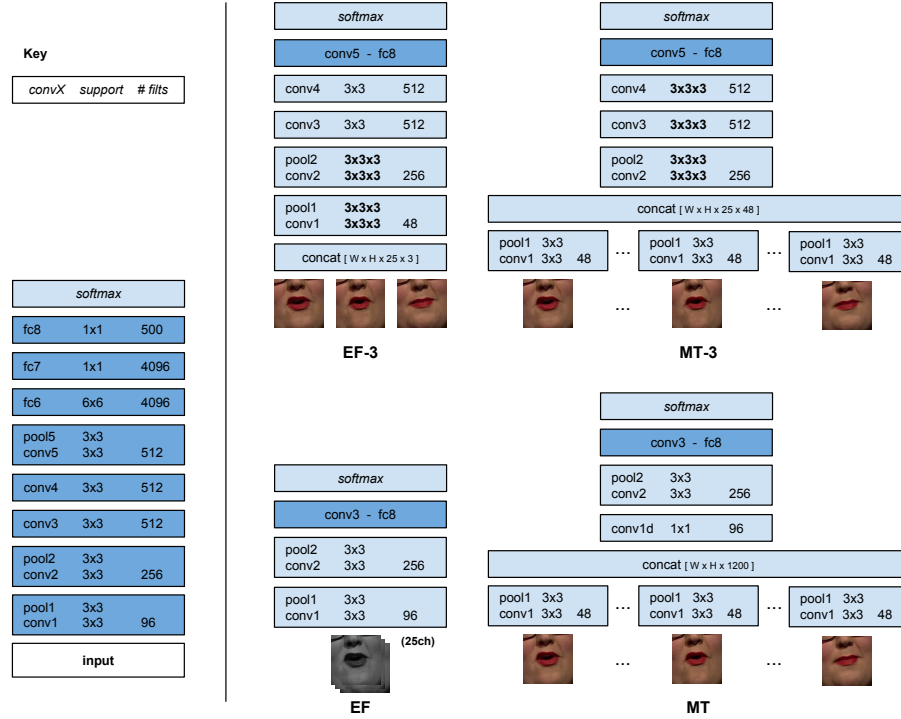 Key
convX support # filts
softmax
fc8 1x1 500
fc7 1x1 4096
fc6 6x6 4096
pool5 3x3
conv5 3x3 512
conv4 3x3 512
conv3 3x3 512
pool2 3x3
conv2 3x3 256
pool1 3x3
conv1 3x3 96
input
softmax
conv5 - fc8
conv4 3x3 512
conv3 3x3 512
pool2 3x3x3
conv2 3x3x3 256
pool1 3x3x3
conv1 3x3x3 48
concat [ W x H x 25 x 3 ]
EF-3
softmax
conv5 - fc8
conv4 3x3x3 512
conv3 3x3x3 512
pool2 3x3x3
conv2 3x3x3 256
concat [ W x H x 25 x 48 ]
pool1 3x3 ... pool1 3x3 ... pool1 3x3
conv1 3x3 48 conv1 3x3 48 conv1 3x3 48
... ...
MT-3
softmax
conv3 - fc8
pool2 3x3
conv2 3x3 256
pool1 3x3
conv1 3x3 96
(25ch)
EF
softmax
conv3 - fc8
pool2 3x3
conv2 3x3 256
conv1d 1x1 96
concat [ W x H x 1200 ]
pool1 3x3 ... pool1 3x3 ... pool1 3x3
conv1 3x3 48 conv1 3x3 48 conv1 3x3 48
... ...
MT